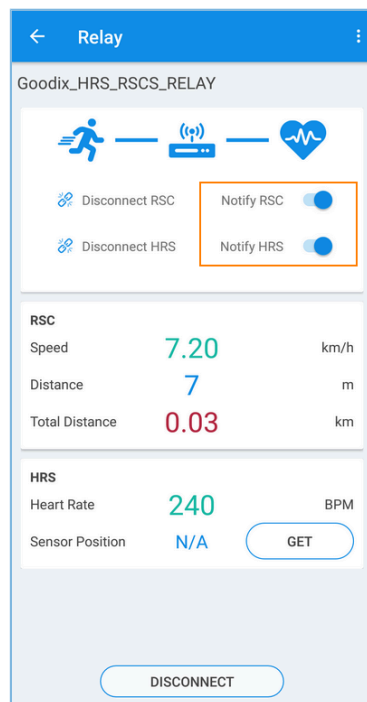 Relay
Goodix_HRS_RSCS_RELAY
Disconnect RSC Notify RSC
Disconnect HRS Notify HRS
RSC
Speed 7.20 km/h
Distance 7 m
Total Distance 0.03 km
HRS
Heart Rate 240 BPM
Sensor Position N/A GET
DISCONNECT